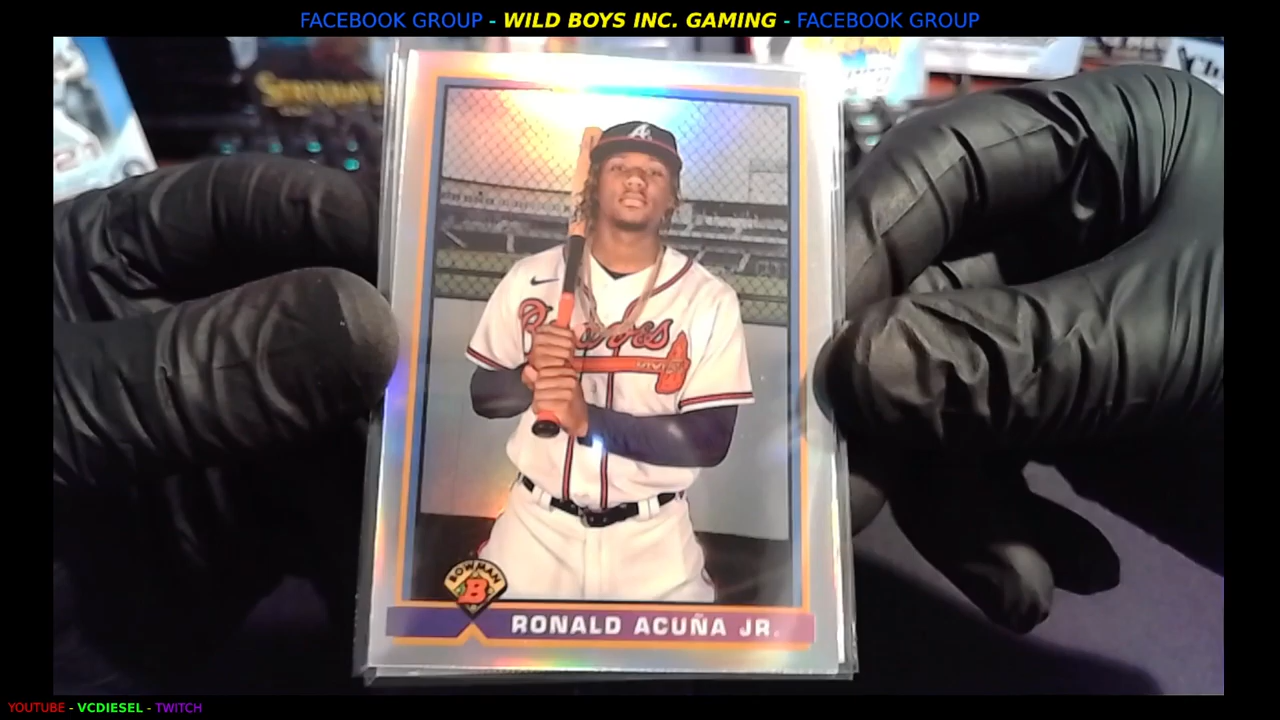 FACEBOOK GROUP - WILD BOYS INC. GAMING - FACEBOOK GROUP
A
Braves
BOWMAN
B
RONALD ACUÑA JR.
YOUTUBE - VCDIESEL - TWITCH